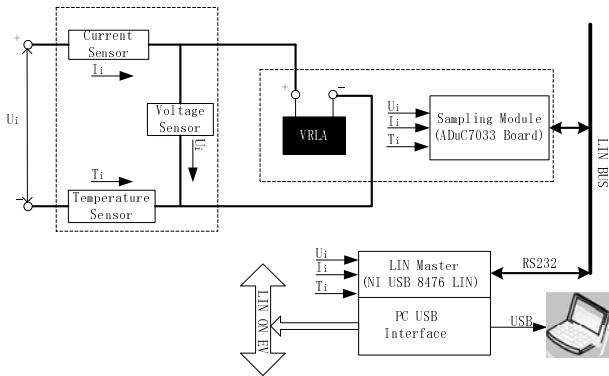 +
Current
Sensor
Ii
Ui
Voltage
Sensor
Ui
Ti
−
Temperature
Sensor
+
−
VRLA
Ui
Ii
Ti
Sampling Module
(ADuC7033 Board)
LIN BUS
Ui
Ii
Ti
LIN Master
(NI USB 8476 LIN)
RS232
PC USB
Interface
USB
LIN ON EV